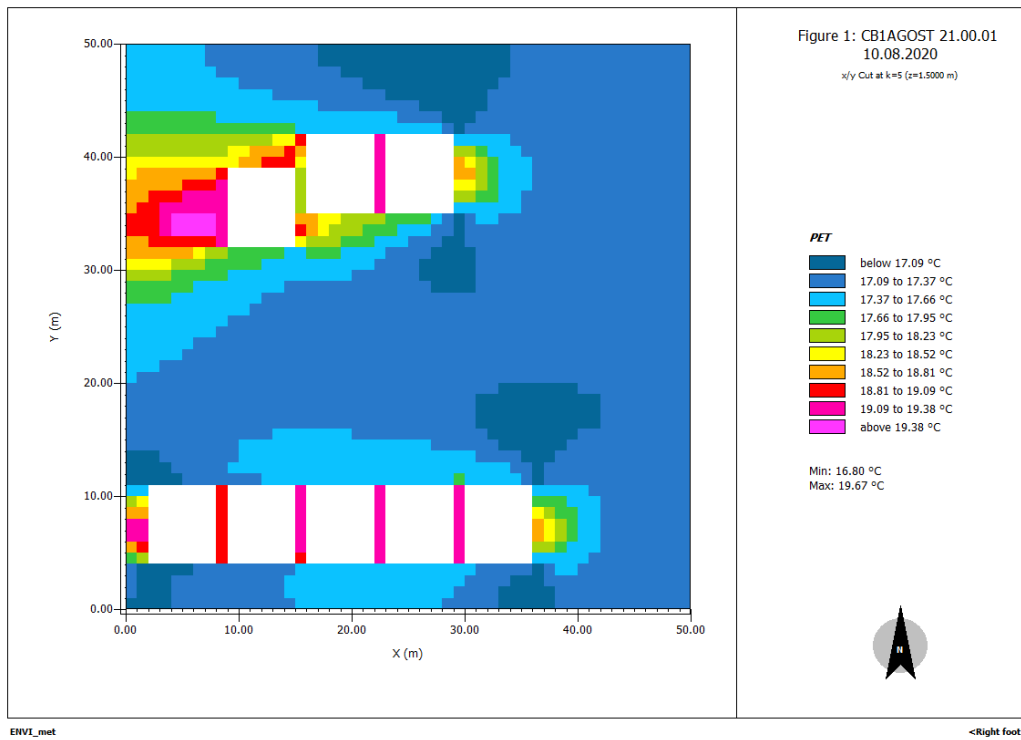 Figure 1: CB1AGOST 21.00.01
10.08.2020
x/y Cut at k=5 (z=1.5000 m)
50.00
40.00
30.00
20.00
10.00
0.00
Y (m)
0.00 10.00 20.00 30.00 40.00 50.00
X (m)
PET
below 17.09 °C
17.09 to 17.37 °C
17.37 to 17.66 °C
17.66 to 17.95 °C
17.95 to 18.23 °C
18.23 to 18.52 °C
18.52 to 18.81 °C
18.81 to 19.09 °C
19.09 to 19.38 °C
above 19.38 °C
Min: 16.80 °C
Max: 19.67 °C
N
ENVI_met
<Right foot